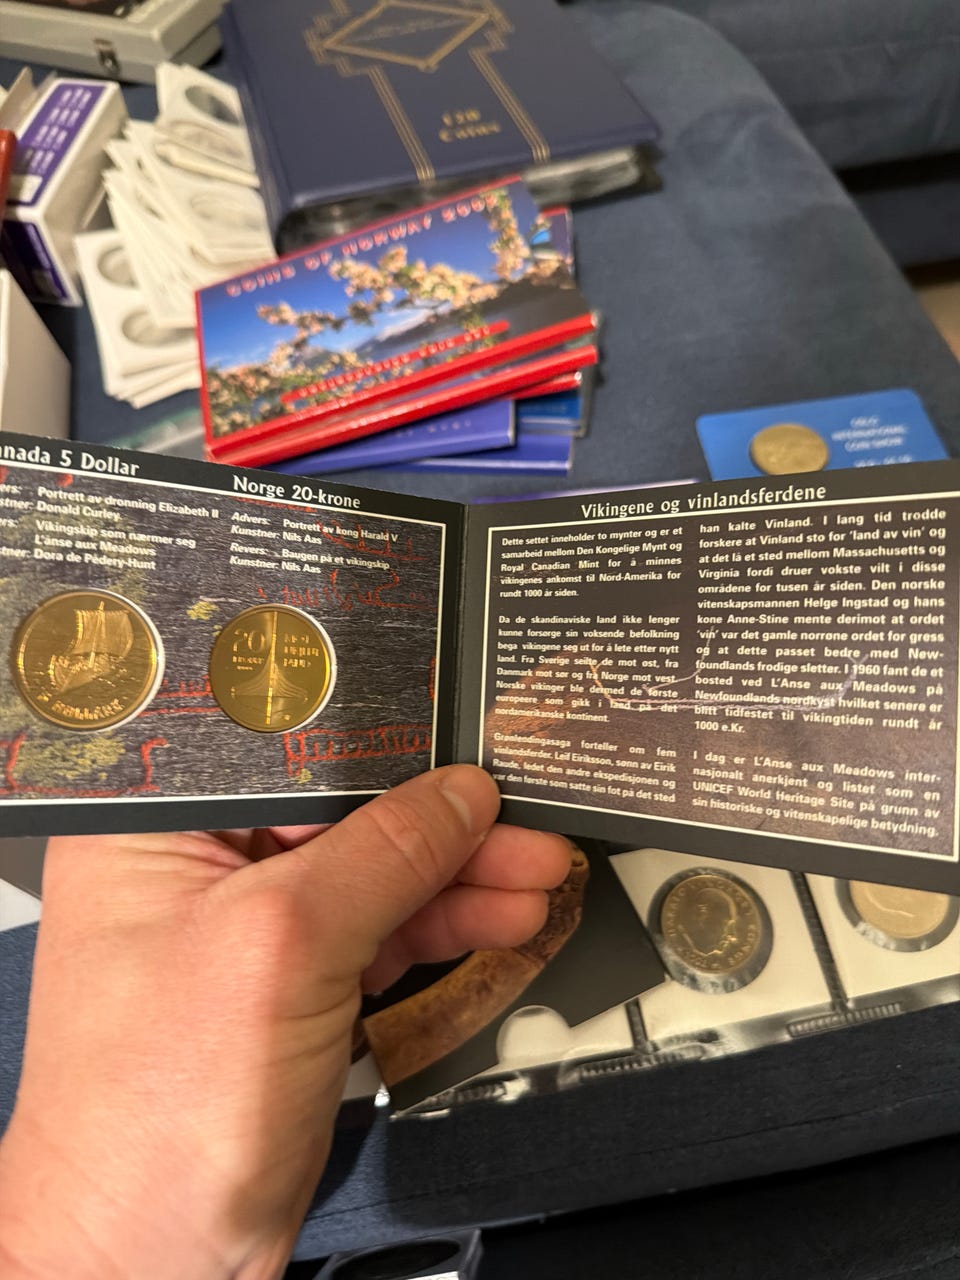 120
Coins
COINS OF NORWAY
OSLO
INTERNATIONAL
COIN SHOW
nada 5 Dollar
Portrett av dronning Elizabeth II
Donald Curley
Vikingskip som nærmer seg
L'anse aux Meadows
Dora de Pédery-Hunt
Norge 20-krone
Advers: Portrett av kong Harald V
Kunstner: Nils Aas
Revers: Baugen på et vikingskip
Kunstner: Nils Aas
5 DOLLARS
20
Vikingene og vinlandsferdene
Dette settet inneholder to mynter og er et
samarbeid mellom Den Kongelige Mynt og
Royal Canadian Mint for å minnes
vikingenes ankomst til Nord-Amerika for
rundt 1000 år siden.
Da de skandinaviske land ikke lenger
kunne forsørge sin voksende befolkning
bega vikingene seg ut for å lete etter nytt
land. Fra Sverige seilte de mot øst, fra
Danmark mot sør og fra Norge mot vest.
Norske vikinger ble dermed de første
europeere som gikk i land på det
nordamerikanske kontinent.
Grønlendingasaga forteller om fem
vinlandsferder. Leif Eiriksson, sønn av Eirik
Raude, ledet den andre ekspedisjonen og
var den første som satte sin fot på det sted
han kalte Vinland. I lang tid trodde
forskere at Vinland sto for 'land av vin' og
at det lå et sted mellom Massachusetts og
Virginia fordi druer vokste vilt i disse
områdene for tusen år siden. Den norske
vitenskapsmannen Helge Ingstad og hans
kone Anne-Stine mente derimot at ordet
'vin' var det gamle norrøne ordet for gress
og at dette passet bedre med New-
foundlands frodige sletter. I 1960 fant de et
bosted ved L'Anse aux Meadows på
Newfoundlands nordkyst hvilket senere er
blitt tidfestet til vikingtiden rundt år
1000 e.Kr.
I dag er L'Anse aux Meadows inter-
nasjonalt anerkjent og listet som en
UNICEF World Heritage Site på grunn av
sin historiske og vitenskapelige betydning.